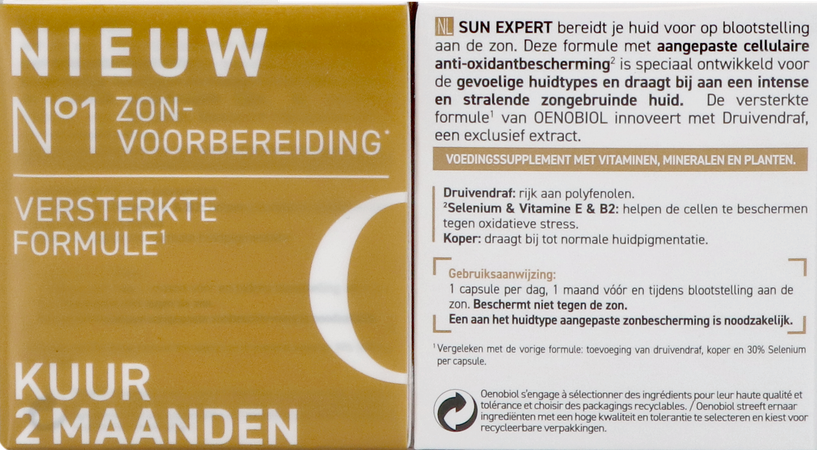 NIEUW
N°1 ZON-
VOORBEREIDING*
VERSTERKTE
FORMULE¹
KUUR
2 MAANDEN
NL SUN EXPERT bereidt je huid voor op blootstelling
aan de zon. Deze formule met aangepaste cellulaire
anti-oxidantbescherming² is speciaal ontwikkeld voor
de gevoelige huidtypes en draagt bij aan een intense
en stralende zongebruinde huid. De versterkte
formule¹ van OENOBIOL innoveert met Druivendraf,
een exclusief extract.
VOEDINGSSUPPLEMENT MET VITAMINEN, MINERALEN EN PLANTEN.
Druivendraf: rijk aan polyfenolen.
²Selenium & Vitamine E & B2: helpen de cellen te beschermen
tegen oxidatieve stress.
Koper: draagt bij tot normale huidpigmentatie.
Gebruiksaanwijzing:
1 capsule per dag, 1 maand vóór en tijdens blootstelling aan de
zon. Beschermt niet tegen de zon.
Een aan het huidtype aangepaste zonbescherming is noodzakelijk.
¹Vergeleken met de vorige formule: toevoeging van druivendraf, koper en 30% Selenium
per capsule.
Oenobiol s'engage à sélectionner des ingrédients pour leur haute qualité et
tolérance et choisir des packagings recyclables. / Oenobiol streeft ernaar
ingrediënten met een hoge kwaliteit en tolerantie te selecteren en kiest voor
recycleerbare verpakkingen.